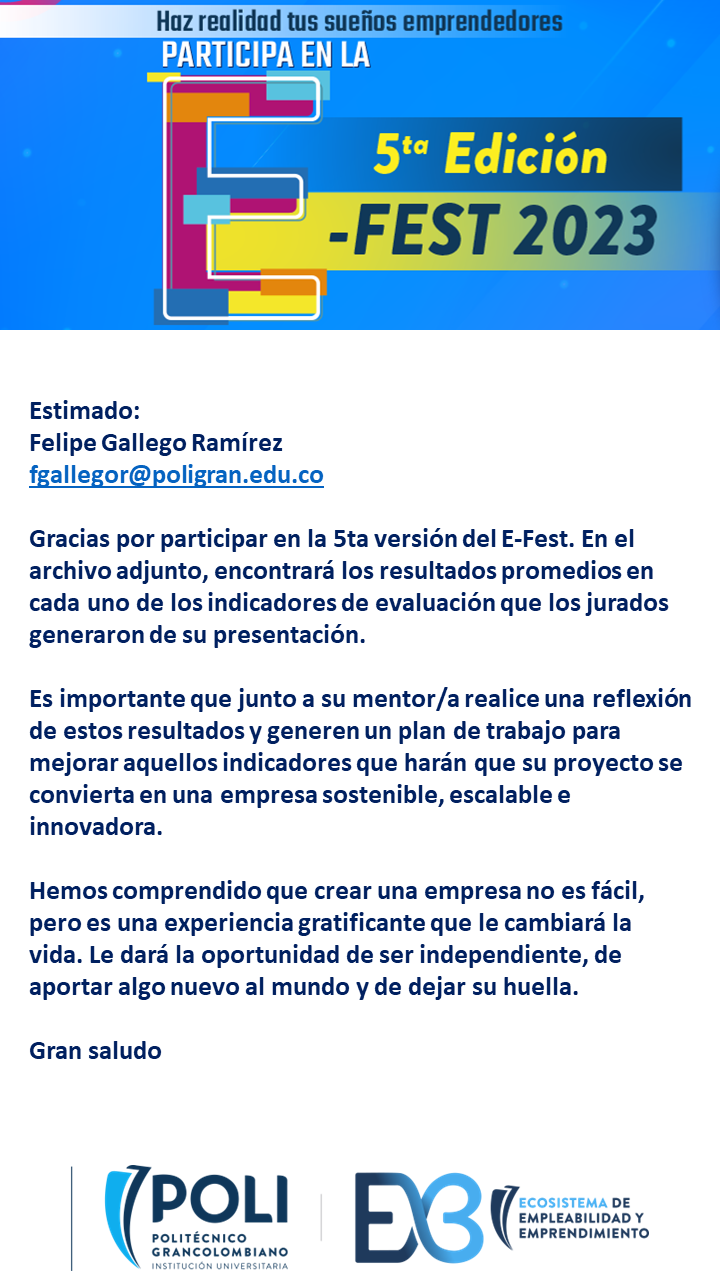 Haz realidad tus sueños emprendedores
PARTICIPA EN LA
E
5ta Edición
-FEST 2023
Estimado:
Felipe Gallego Ramírez
fgallegor@poligran.edu.co
Gracias por participar en la 5ta versión del E-Fest. En el
archivo adjunto, encontrará los resultados promedios en
cada uno de los indicadores de evaluación que los jurados
generaron de su presentación.
Es importante que junto a su mentor/a realice una reflexión
de estos resultados y generen un plan de trabajo para
mejorar aquellos indicadores que harán que su proyecto se
convierta en una empresa sostenible, escalable e
innovadora.
Hemos comprendido que crear una empresa no es fácil,
pero es una experiencia gratificante que le cambiará la
vida. Le dará la oportunidad de ser independiente, de
aportar algo nuevo al mundo y de dejar su huella.
Gran saludo
POLI
POLITÉCNICO
GRANCOLOMBIANO
INSTITUCIÓN UNIVERSITARIA
EX3
ECOSISTEMA DE
EMPLEABILIDAD Y
EMPRENDIMIENTO